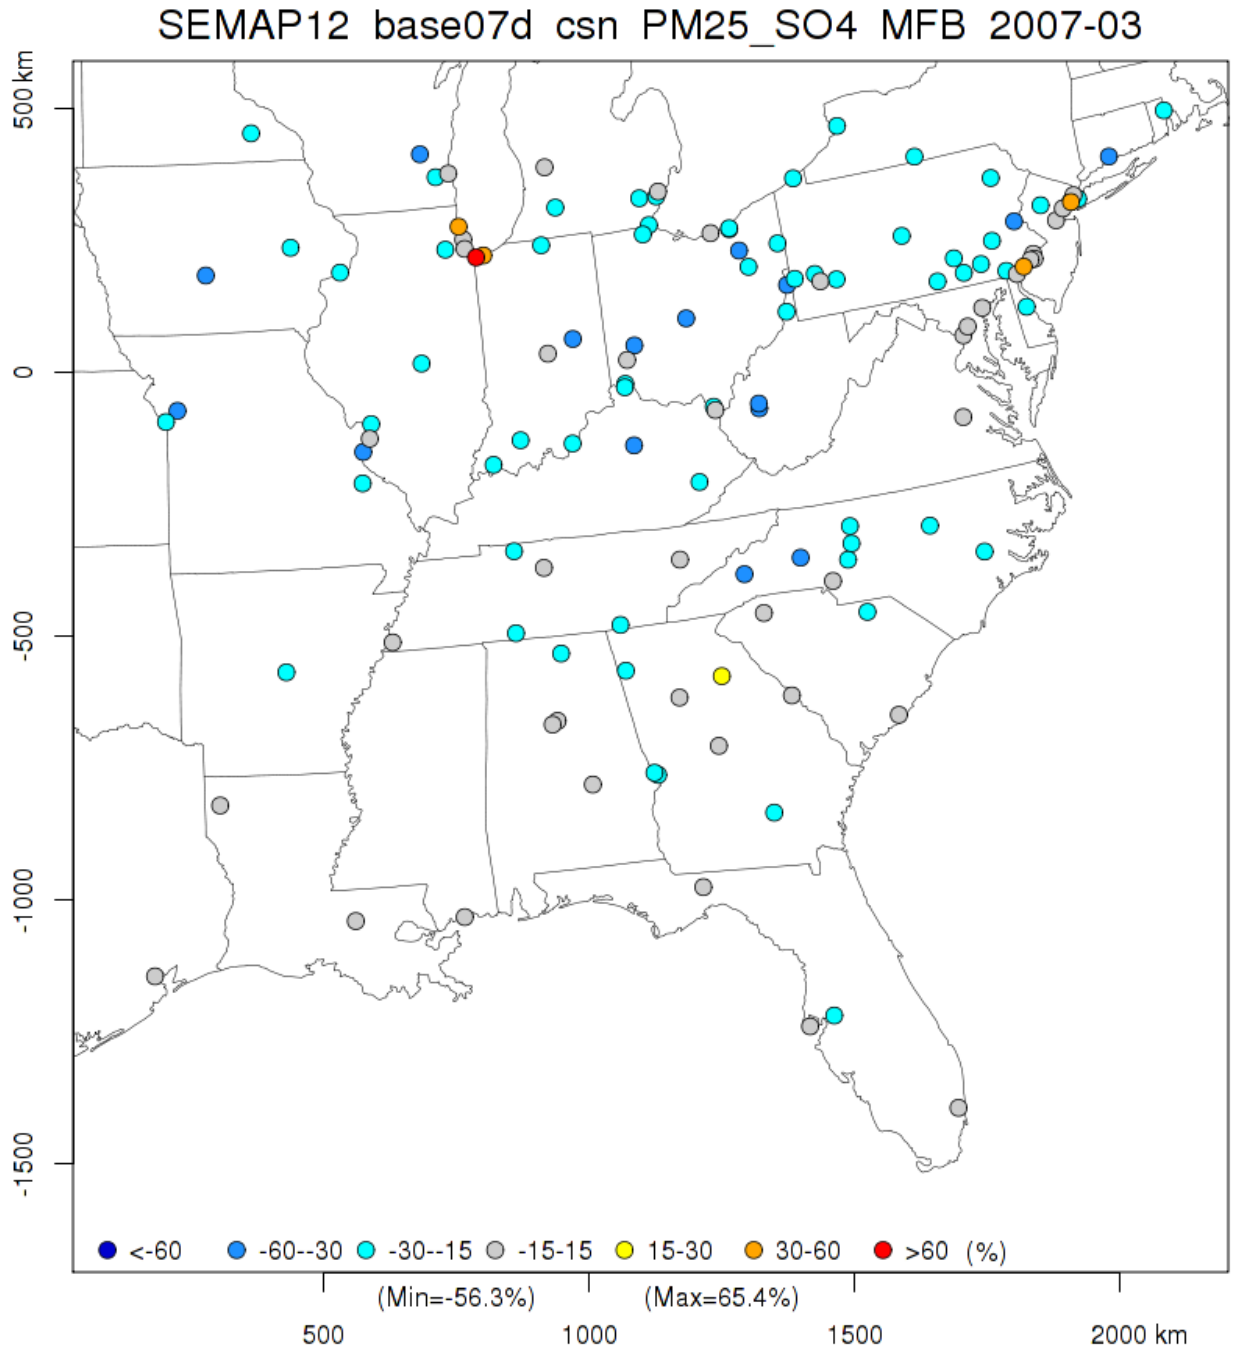 SEMAP12 base07d csn PM25_SO4 MFB 2007-03
500 km
0
-500
-1000
-1500
<-60 -60--30 -30--15 -15-15 15-30 30-60 >60 (%)
(Min=-56.3%) (Max=65.4%)
500 1000 1500 2000 km